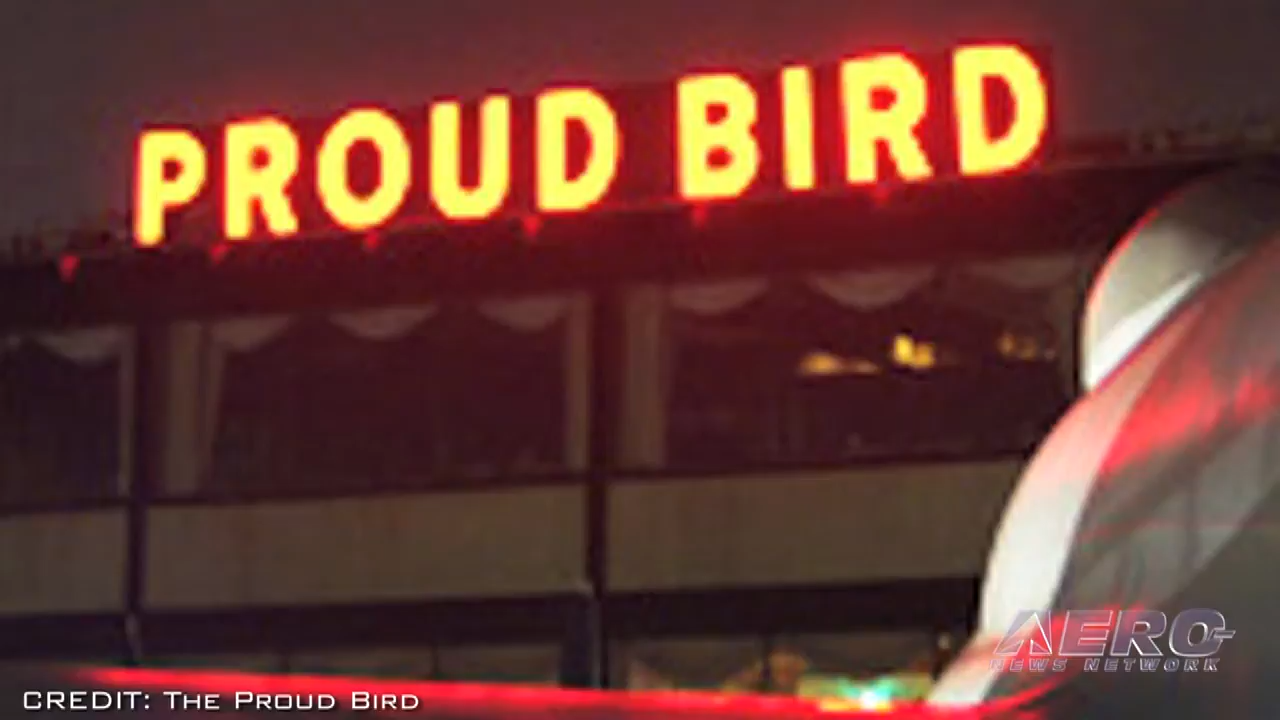 PROUD BIRD
AERO-
NEWS NETWORK
CREDIT: THE PROUD BIRD